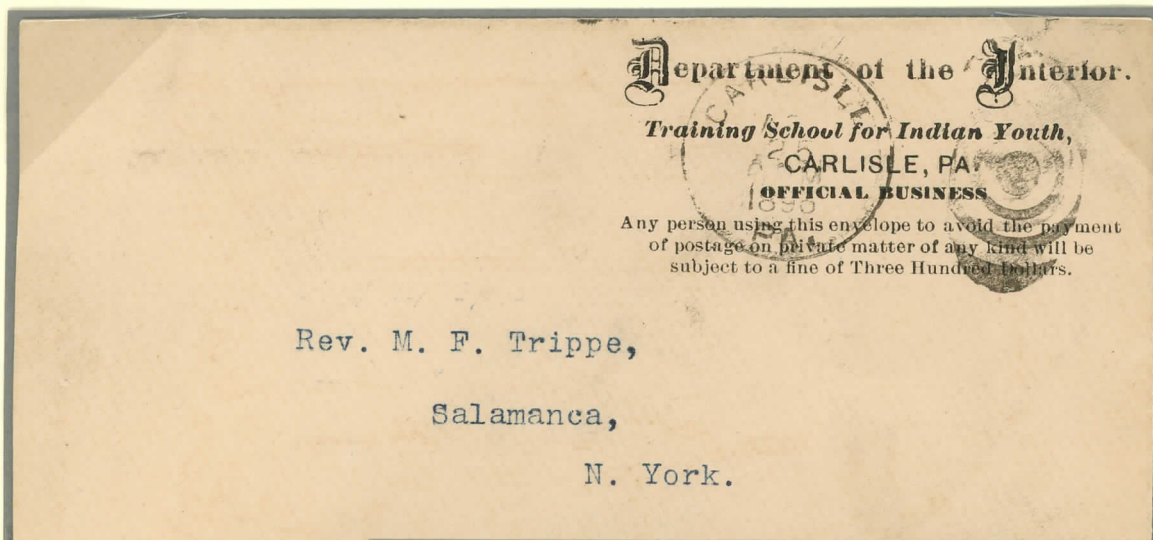 Department of the Interior.
Training School for Indian Youth,
CARLISLE, PA.
OFFICIAL BUSINESS
Any person using this envelope to avoid the payment
of postage on private matter of any kind will be
subject to a fine of Three Hundred Dollars.
CARLISLE
PA.
Rev. M. F. Trippe,
Salamanca,
N. York.